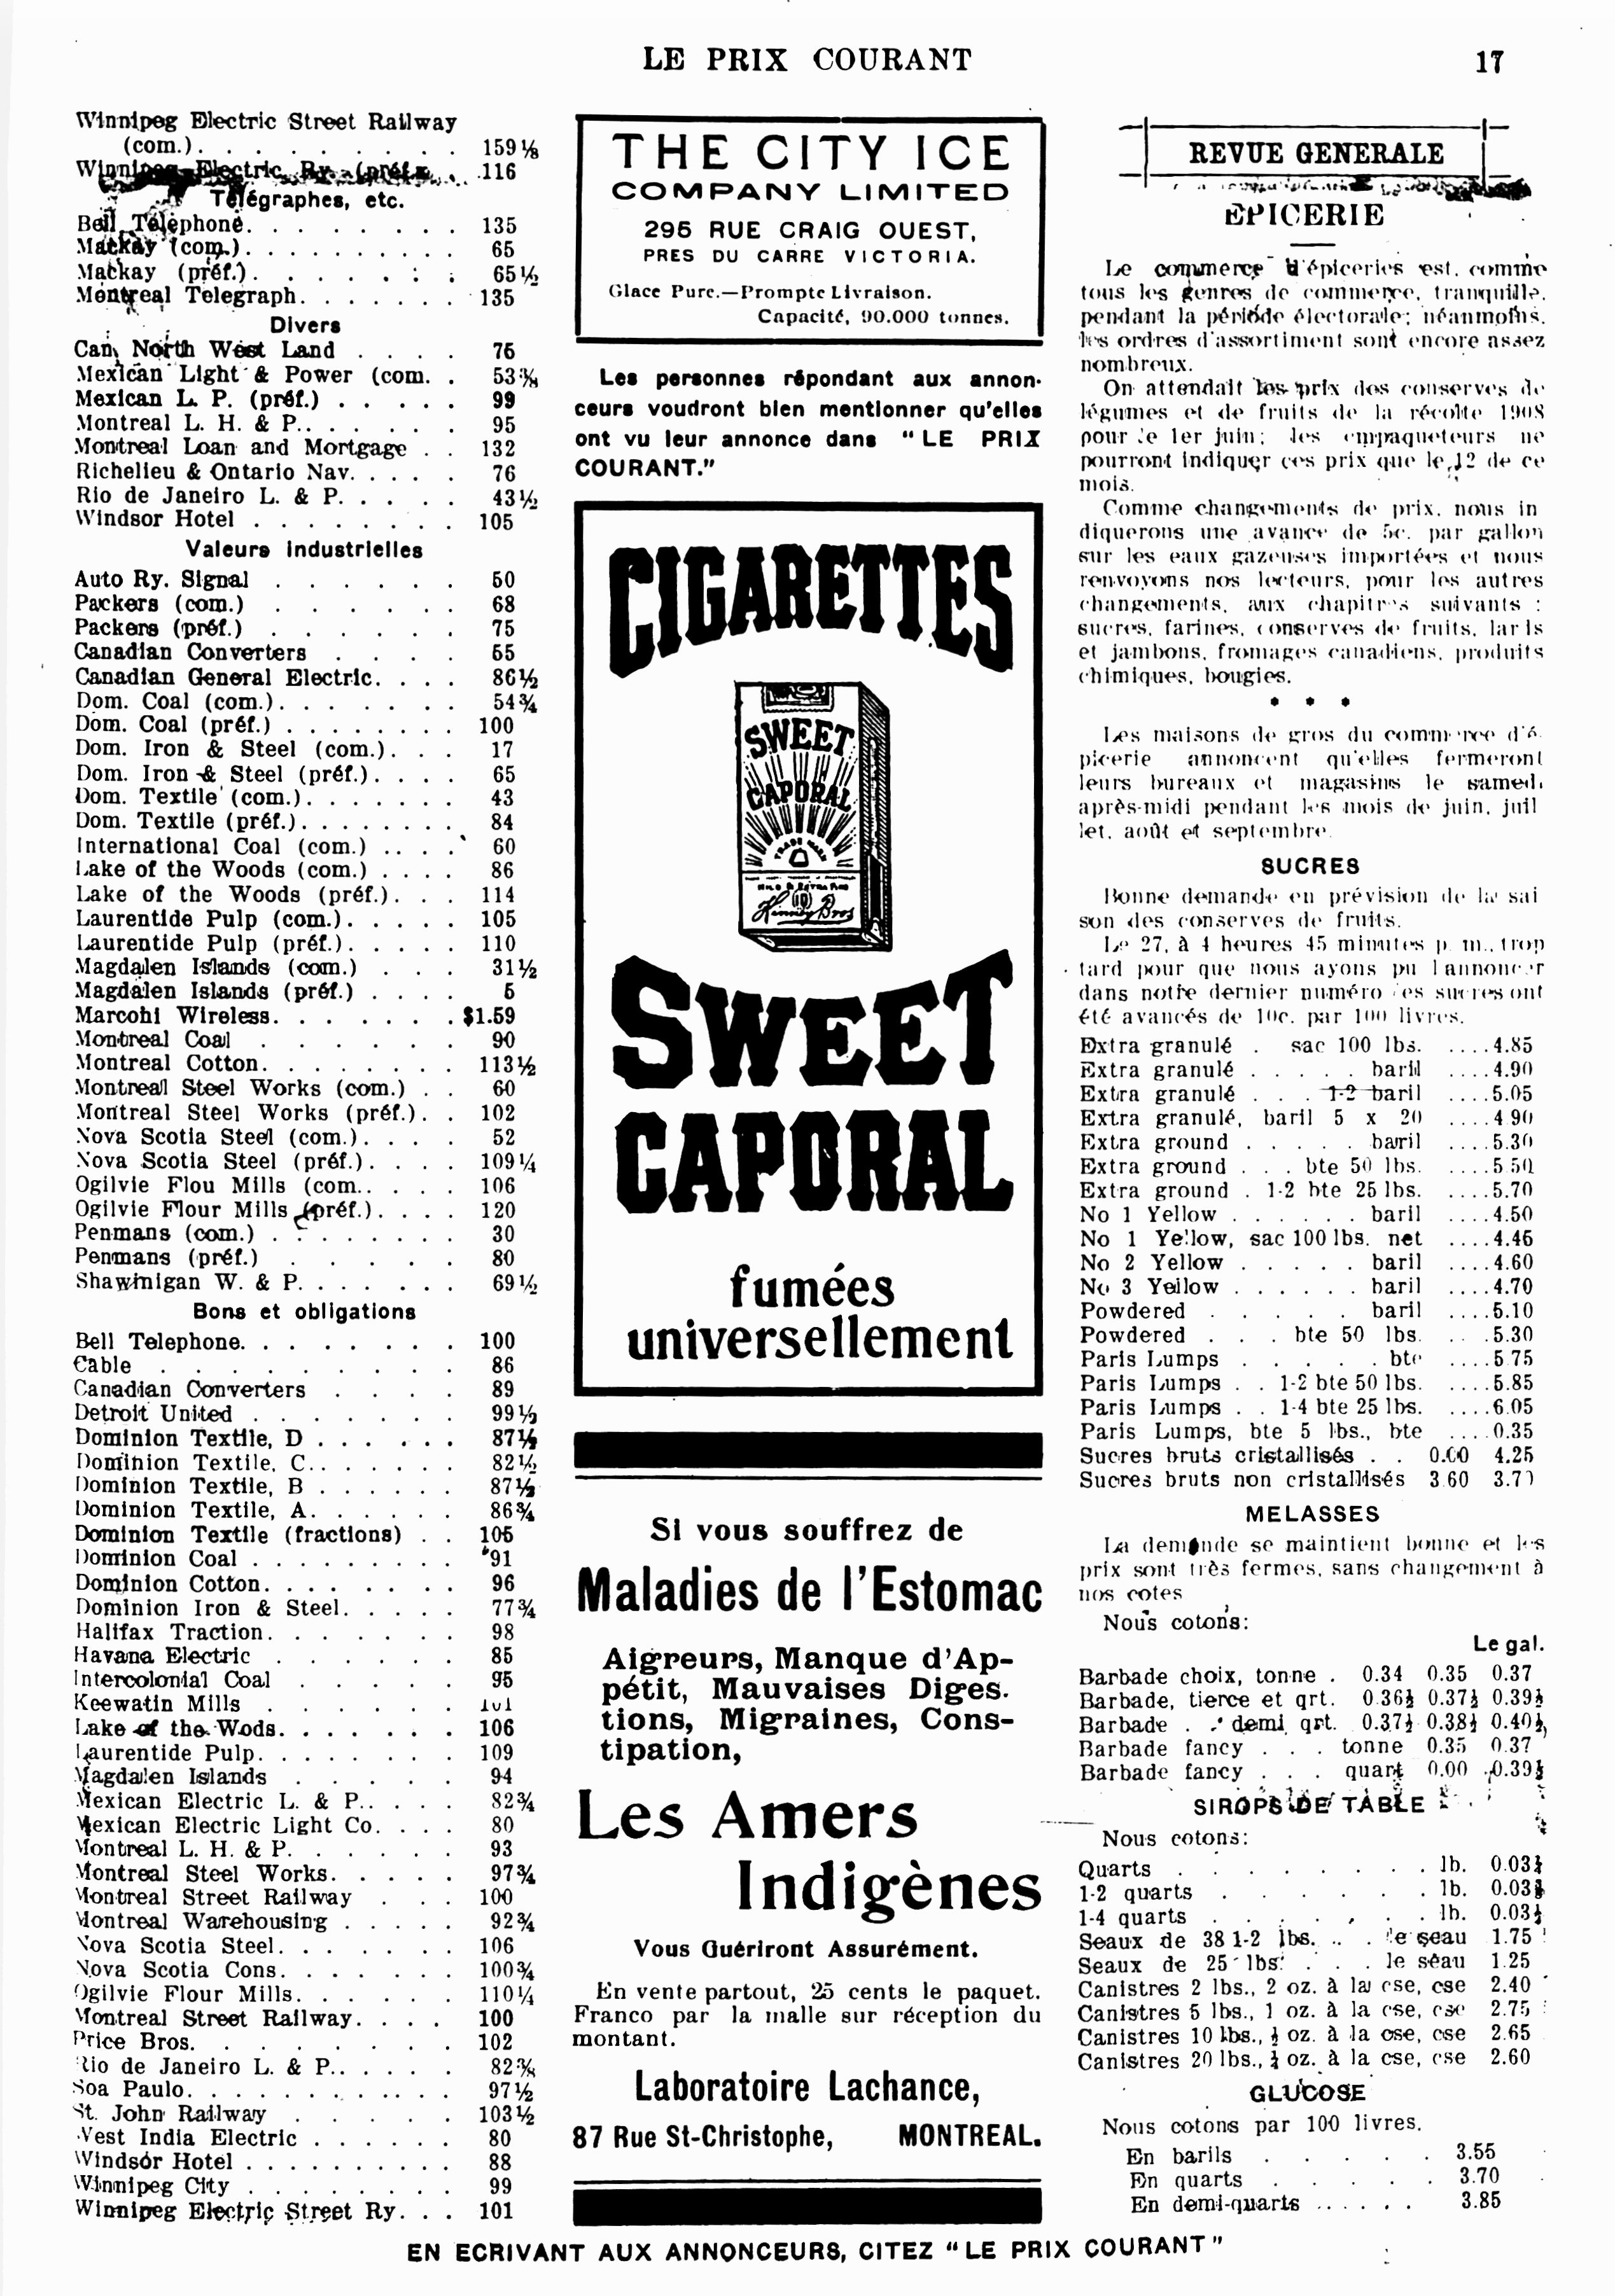 LE PRIX COURANT
17
Winnipeg Electric Street Railway
(com.). . . . . . . . . . 159⅛
Winnipeg Electric Ry. (préf.. . . 116
Télégraphes, etc.
Bell Téléphone. . . . . . . . 135
Mackay (com.). . . . . . . . . 65
Mackay (préf.). . . . . . . 65½
Montreal Telegraph. . . . . . . 135
Divers
Can. North West Land . . . . 76
Mexican Light & Power (com. . 53⅜
Mexican L. P. (préf.) . . . . . 99
Montreal L. H. & P.. . . . . . 95
Montreal Loan and Mortgage . . 132
Richelieu & Ontario Nav. . . . . 76
Rio de Janeiro L. & P. . . . . 43½
Windsor Hotel . . . . . . . . 105
Valeurs industrielles
Auto Ry. Signal . . . . . . 50
Packers (com.) . . . . . . 68
Packers (préf.) . . . . . . 75
Canadian Converters . . . . 55
Canadian General Electric. . . . 86½
Dom. Coal (com.). . . . . . . 54¾
Dom. Coal (préf.) . . . . . . . . 100
Dom. Iron & Steel (com.). . . 17
Dom. Iron & Steel (préf.). . . . 65
Dom. Textile (com.). . . . . . . 43
Dom. Textile (préf.). . . . . . . . 84
International Coal (com.) . . . . 60
Lake of the Woods (com.) . . . . 86
Lake of the Woods (préf.). . . 114
Laurentide Pulp (com.). . . . . 105
Laurentide Pulp (préf.). . . . . 110
Magdalen Islands (com.) . . . 31½
Magdalen Islands (préf.) . . . . 5
Marconi Wireless. . . . . . . $1.59
Montreal Coal . . . . . . 90
Montreal Cotton. . . . . . . . 113½
Montreal Steel Works (com.) . . 60
Montreal Steel Works (préf.). . 102
Nova Scotia Steel (com.). . . . 52
Nova Scotia Steel (préf.). . . . 109¼
Ogilvie Flou Mills (com.. . . . 106
Ogilvie Flour Mills (préf.). . . . 120
Penmans (com.) . . . . . . . . 30
Penmans (préf.) . . . . . 80
Shawinigan W. & P. . . . . . . 69½
Bons et obligations
Bell Telephone. . . . . . . . 100
Cable . . . . . . . . . . 86
Canadian Converters . . . . 89
Detroit United . . . . . . . 99½
Dominion Textile, D . . . . . . 87½
Dominion Textile, C.. . . . . . 82½
Dominion Textile, B . . . . . . 87½
Dominion Textile, A. . . . . . 86¾
Dominion Textile (fractions) . . 105
Dominion Coal . . . . . . . . . 91
Dominion Cotton. . . . . . . . 96
Dominion Iron & Steel. . . . . 77¾
Halifax Traction. . . . . . . 98
Havana Electric . . . . . . 85
Intercolonial Coal . . . . . 95
Keewatin Mills . . . . . . 101
Lake of the Wods. . . . . . . 106
Laurentide Pulp. . . . . . . . 109
Magdalen Islands . . . . . 94
Mexican Electric L. & P.. . . . 82¾
Mexican Electric Light Co. . . . 80
Montreal L. H. & P. . . . . . 93
Montreal Steel Works. . . . . 97¾
Montreal Street Railway . . . 100
Montreal Warehousing . . . . . 92¾
Nova Scotia Steel. . . . . . . 106
Nova Scotia Cons. . . . . . . 100¾
Ogilvie Flour Mills. . . . . . 110¼
Montreal Street Railway. . . . 100
Price Bros. . . . . . . . . . 102
Rio de Janeiro L. & P.. . . . . 82⅜
Soa Paulo. . . . . . . . . . . 97½
St. John Railway . . . . . 103½
West India Electric . . . . . . 80
Windsor Hotel . . . . . . . . . . 88
Winnipeg City . . . . . . . . . 99
Winnipeg Electric Street Ry. . . 101
THE CITY ICE
COMPANY LIMITED
295 RUE CRAIG OUEST,
PRES DU CARRE VICTORIA.
Glace Pure.—Prompte Livraison.
Capacité, 90.000 tonnes.
Les personnes répondant aux annon-
ceurs voudront bien mentionner qu'elles
ont vu leur annonce dans "LE PRIX
COURANT."
CIGARETTES
SWEET
CAPORAL
TRADE MARK
MILD & EXTRA FINE
10
Kinney Bros
SWEET
CAPORAL
fumées
universellement
Si vous souffrez de
Maladies de l'Estomac
Aigreurs, Manque d'Ap-
pétit, Mauvaises Diges-
tions, Migraines, Cons-
tipation,
Les Amers
Indigènes
Vous Guériront Assurément.
En vente partout, 25 cents le paquet.
Franco par la malle sur réception du
montant.
Laboratoire Lachance,
87 Rue St-Christophe, MONTREAL.
REVUE GENERALE
EPICERIE
Le commerce d'épiceries est, comme
tous les genres de commerce, tranquille,
pendant la période électorale; néanmoins,
les ordres d'assortiment sont encore assez
nombreux.
On attendait les prix des conserves de
légumes et de fruits de la récolte 1908
pour le 1er juin; les empaqueteurs ne
pourront indiquer ces prix que le 12 de ce
mois.
Comme changements de prix, nous in
diquerons une avance de 5c. par gallon
sur les eaux gazeuses importées et nous
renvoyons nos lecteurs, pour les autres
changements, aux chapitres suivants :
sucres, farines, conserves de fruits, lards
et jambons, fromages canadiens, produits
chimiques, bougies.
• • •
Les maisons de gros du commerce d'é-
picerie annoncent qu'elles fermeront
leurs bureaux et magasins le samedi
après-midi pendant les mois de juin, juil
let, août et septembre.
SUCRES
Bonne demande en prévision de la sai
son des conserves de fruits.
Le 27, à 4 heures 45 minutes p. m., trop
tard pour que nous ayons pu l'annoncer
dans notre dernier numéro les sucres ont
été avancés de 10c. par 100 livres.
Extra granulé . sac 100 lbs. ....4.85
Extra granulé . . . . . baril ....4.90
Extra granulé . . . 1-2 baril ....5.05
Extra granulé, baril 5 x 20 ....4.90
Extra ground . . . . . baril ....5.30
Extra ground . . . bte 50 lbs. ....5.50
Extra ground . 1-2 bte 25 lbs. ....5.70
No 1 Yellow . . . . . . baril ....4.50
No 1 Yellow, sac 100 lbs. net ....4.45
No 2 Yellow . . . . . baril ....4.60
No 3 Yellow . . . . . . baril ....4.70
Powdered . . . . . baril ....5.10
Powdered . . . bte 50 lbs. ....5.30
Paris Lumps . . . . . bte ....5.75
Paris Lumps . . 1-2 bte 50 lbs. ....5.85
Paris Lumps . . 1-4 bte 25 lbs. ....6.05
Paris Lumps, bte 5 lbs., bte ....0.35
Sucres bruts cristallisés . . 0.00 4.25
Sucres bruts non cristallisés 3.60 3.7
MELASSES
La demande se maintient bonne et les
prix sont très fermes, sans changement à
nos cotes
Nous cotons:
Le gal.
Barbade choix, tonne . 0.34 0.35 0.37
Barbade, tierce et qrt. 0.36½ 0.37½ 0.39½
Barbade . . demi qrt. 0.37½ 0.38½ 0.40½
Barbade fancy . . . tonne 0.35 0.37
Barbade fancy . . . quart 0.00 0.39½
SIROPS DE TABLE
Nous cotons:
Quarts . . . . . . . . lb. 0.03¼
1-2 quarts . . . . . . lb. 0.03
1-4 quarts . . . . . . lb. 0.03½
Seaux de 38 1-2 lbs. . . . le seau 1.75
Seaux de 25 lbs. . . . le seau 1.25
Canistres 2 lbs., 2 oz. à la cse, cse 2.40
Canistres 5 lbs., 1 oz. à la cse, cse 2.75
Canistres 10 lbs., ½ oz. à la cse, cse 2.65
Canistres 20 lbs., ¼ oz. à la cse, cse 2.60
GLUCOSE
Nous cotons par 100 livres.
En barils . . . . . 3.55
En quarts . . . . . 3.70
En demi-quarts . . . . . . 3.85
EN ECRIVANT AUX ANNONCEURS, CITEZ "LE PRIX COURANT"